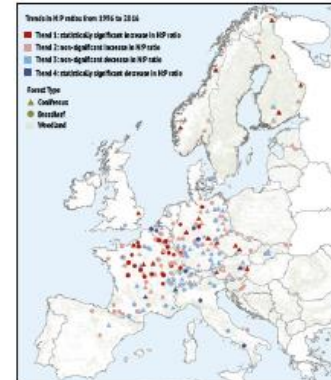 Trends in N:P ratios from 1996 to 2016
Trend 1: statistically significant increase in N:P ratio
Trend 2: non-significant increase in N:P ratio
Trend 3: non-significant decrease in N:P ratio
Trend 4: statistically significant decrease in N:P ratio
Forest Type
Coniferous
Broadleaf
Woodland